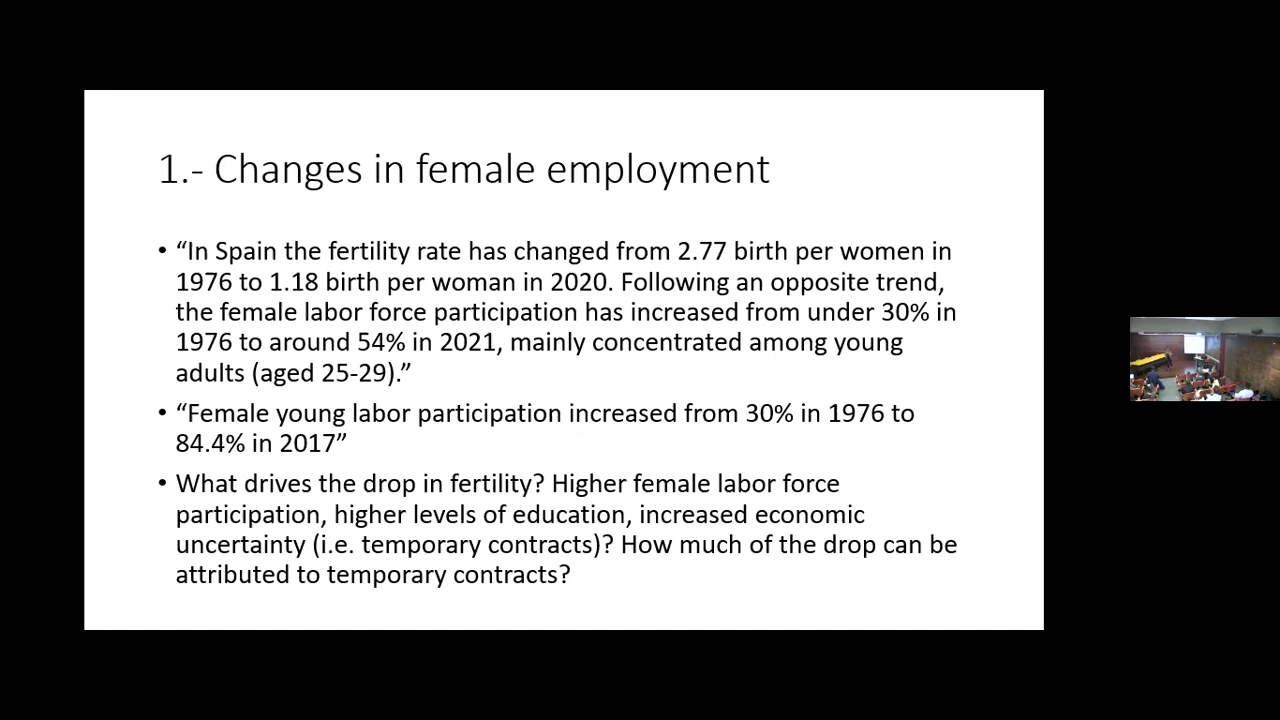 1.- Changes in female employment
• “In Spain the fertility rate has changed from 2.77 birth per women in
1976 to 1.18 birth per woman in 2020. Following an opposite trend,
the female labor force participation has increased from under 30% in
1976 to around 54% in 2021, mainly concentrated among young
adults (aged 25-29).”
• “Female young labor participation increased from 30% in 1976 to
84.4% in 2017”
• What drives the drop in fertility? Higher female labor force
participation, higher levels of education, increased economic
uncertainty (i.e. temporary contracts)? How much of the drop can be
attributed to temporary contracts?